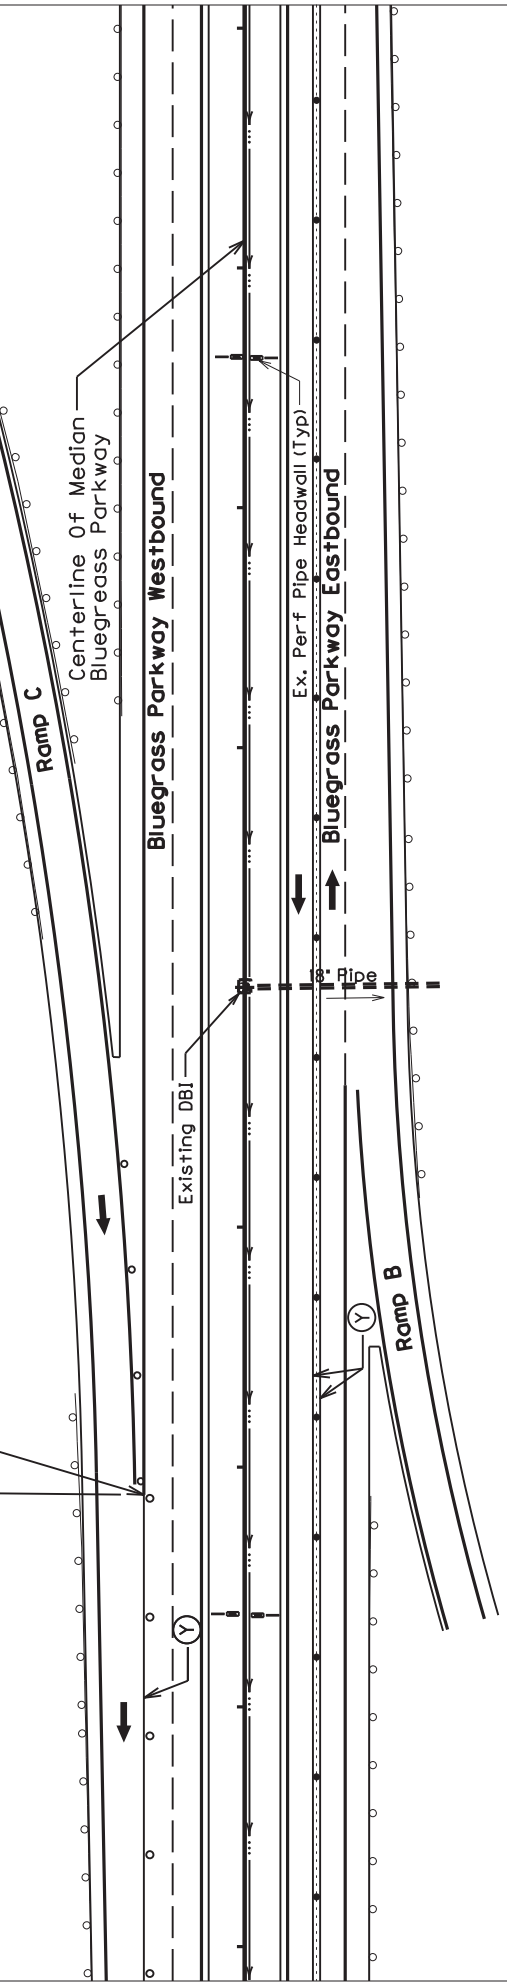 Centerline Of Median
Bluegreass Parkway
Ramp C
Bluegrass Parkway Westbound
Ex. Perf Pipe Headwall (Typ)
Bluegrass Parkway Eastbound
18" Pipe
Existing DBI
Ramp B
Y
Y